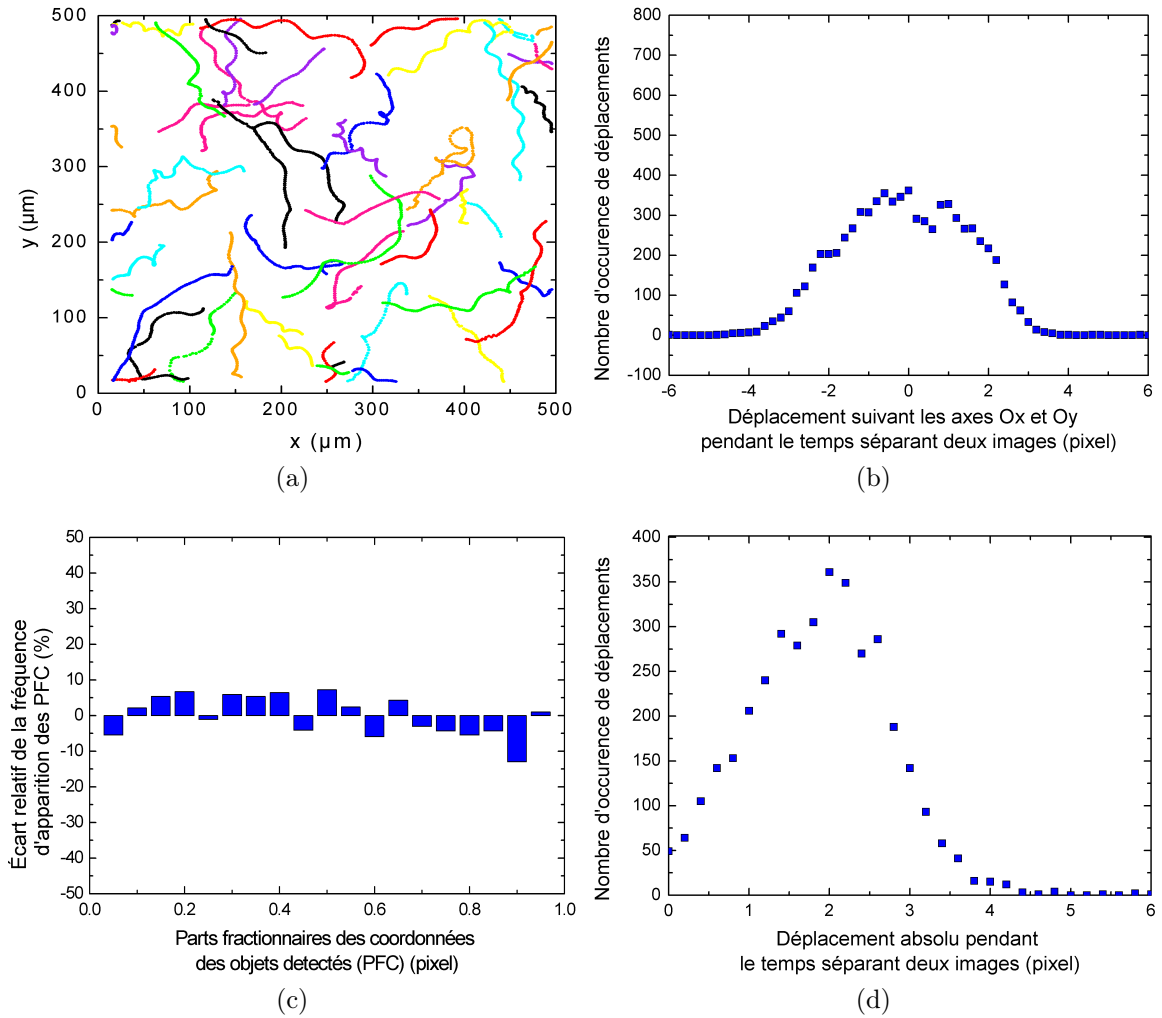 500
400
300
200
100
0
y (µm)
0 100 200 300 400 500
x (µm)
(a)
800
700
600
500
400
300
200
100
0
-100
Nombre d'occurence de déplacements
-6 -4 -2 0 2 4 6
Déplacement suivant les axes Ox et Oy
pendant le temps séparant deux images (pixel)
(b)
50
40
30
20
10
0
-10
-20
-30
-40
-50
Écart relatif de la fréquence
d'apparition des PFC (%)
0.0 0.2 0.4 0.6 0.8 1.0
Parts fractionnaires des coordonnées
des objets detectés (PFC) (pixel)
(c)
400
350
300
250
200
150
100
50
0
Nombre d'occurence de déplacements
0 1 2 3 4 5 6
Déplacement absolu pendant
le temps séparant deux images (pixel)
(d)